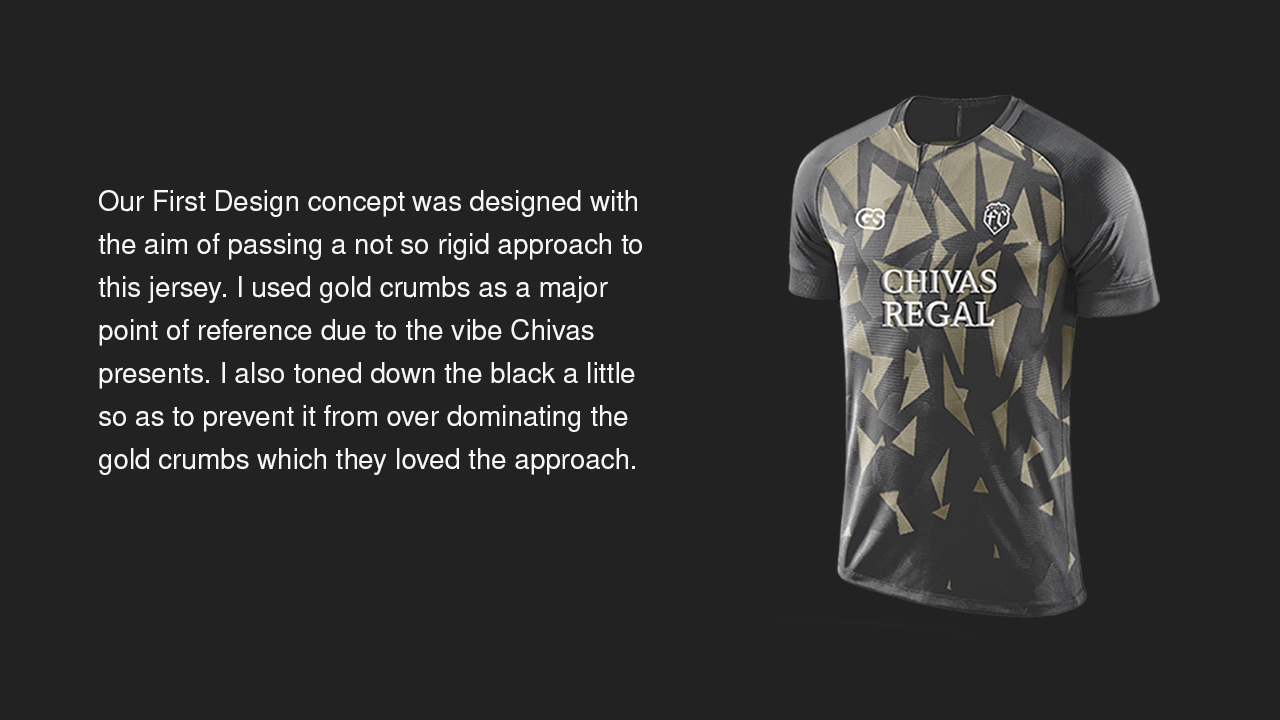 Our First Design concept was designed with
the aim of passing a not so rigid approach to
this jersey. I used gold crumbs as a major
point of reference due to the vibe Chivas
presents. I also toned down the black a little
so as to prevent it from over dominating the
gold crumbs which they loved the approach.
GS
FC
CHIVAS
REGAL